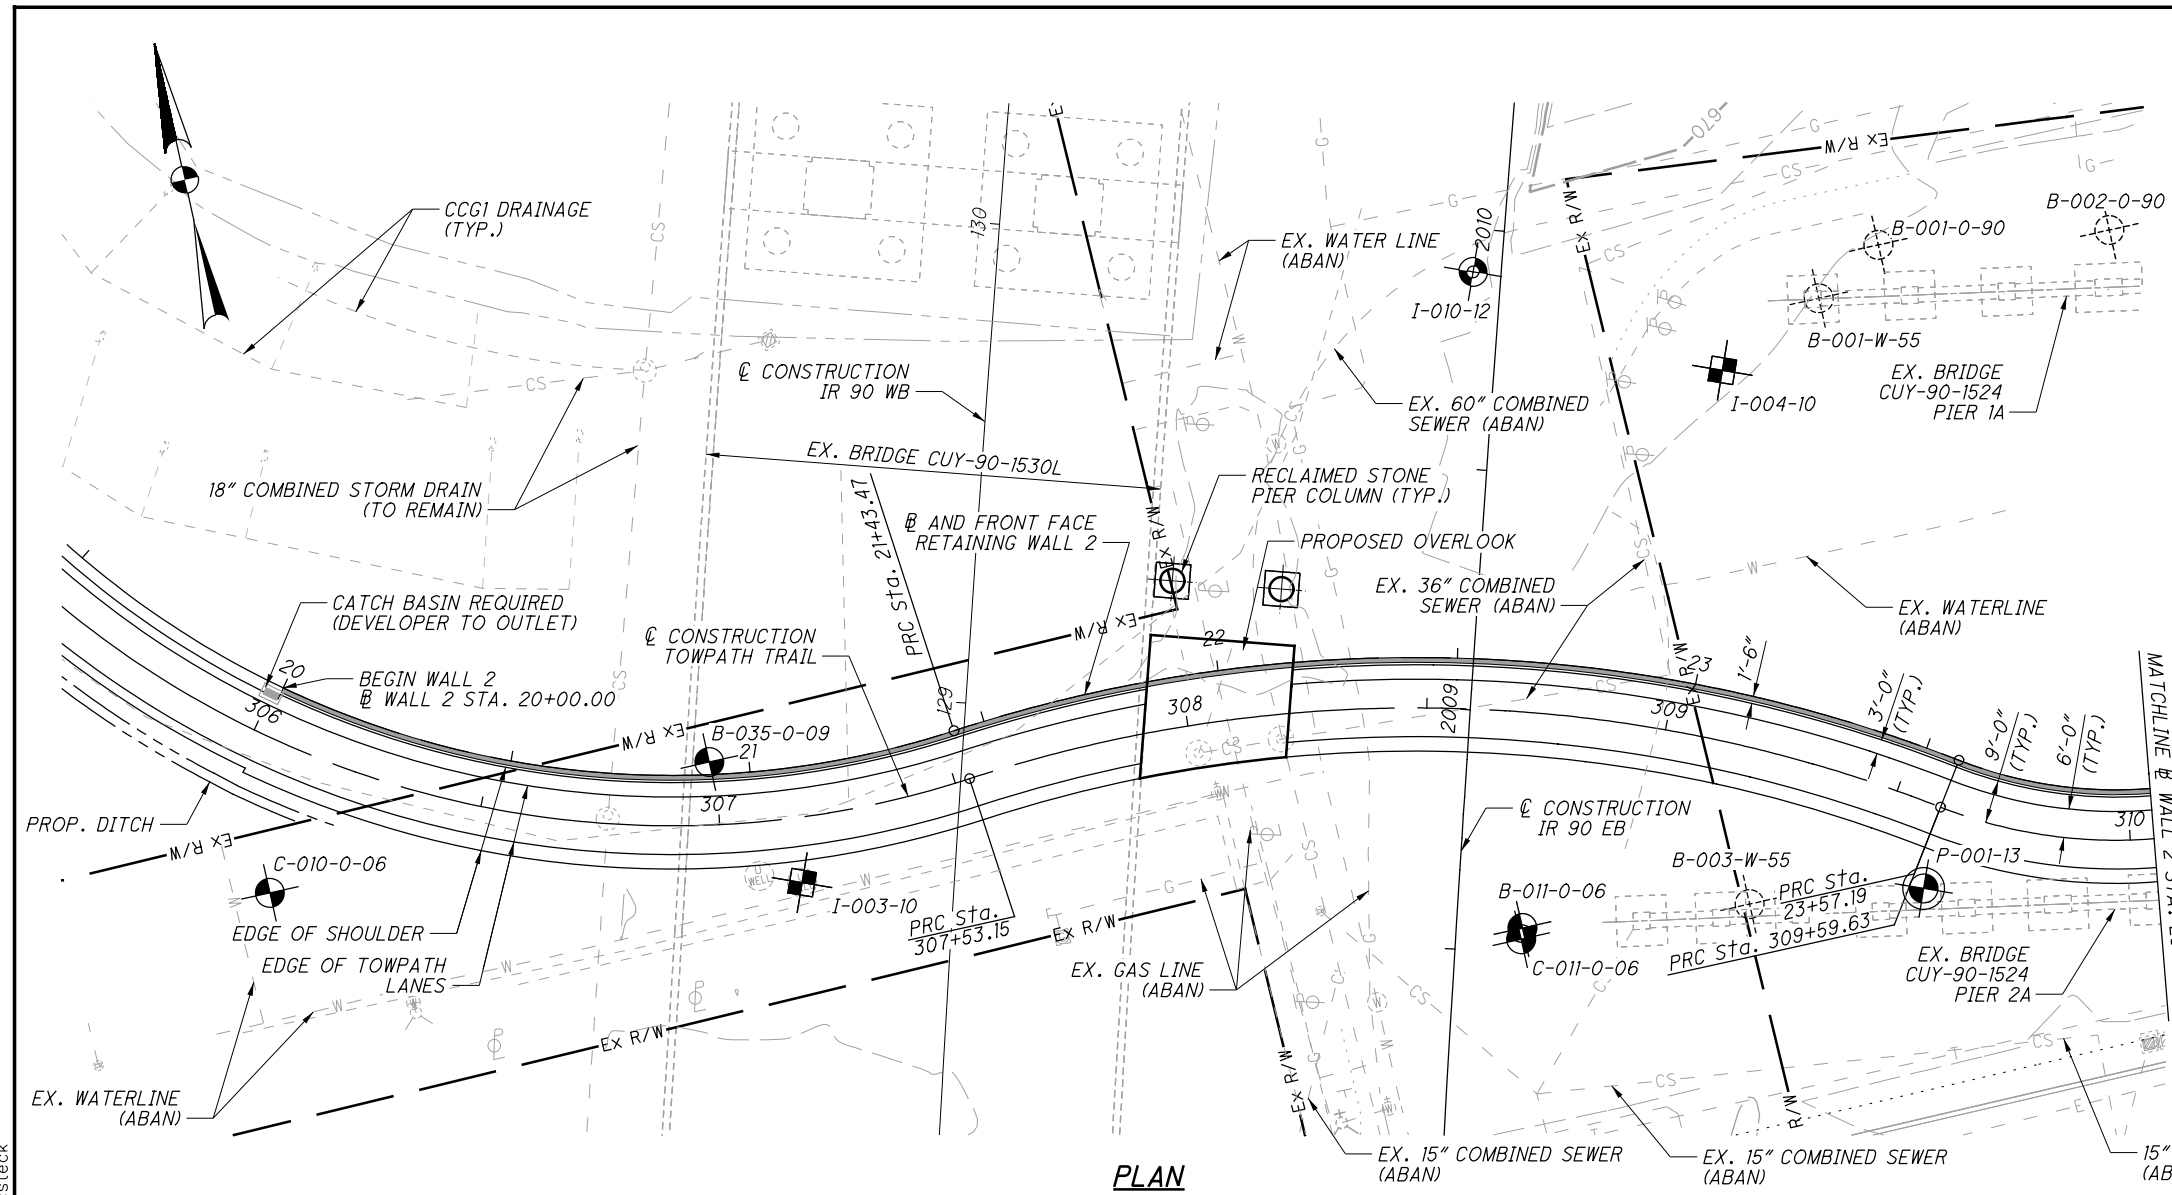 CCG1 DRAINAGE
(TYP.)
130
2010
670
EX. WATER LINE
(ABAN)
I-010-12
B-002-0-90
B-001-0-90
B-001-W-55
EX. BRIDGE
CUY-90-1524
PIER 1A
I-004-10
Ex R/W
Ex R/W
℄ CONSTRUCTION
IR 90 WB
EX. 60" COMBINED
SEWER (ABAN)
EX. BRIDGE CUY-90-1530L
18" COMBINED STORM DRAIN
(TO REMAIN)
PRC Sta. 21+43.47
RECLAIMED STONE
PIER COLUMN (TYP.)
AND FRONT FACE
RETAINING WALL 2
PROPOSED OVERLOOK
Ex R/W
EX. 36" COMBINED
SEWER (ABAN)
EX. WATERLINE
(ABAN)
CATCH BASIN REQUIRED
(DEVELOPER TO OUTLET)
℄ CONSTRUCTION
TOWPATH TRAIL
Ex R/W
20
BEGIN WALL 2
WALL 2 STA. 20+00.00
306
22
23
1'-6"
3'-0"
(TYP.)
9'-0"
(TYP.)
6'-0"
(TYP.)
308
309
2009
129
Ex R/W
Ex R/W
B-035-0-09
21
307
310
MATCHLINE
WALL 2 STA.
PROP. DITCH
Ex R/W
C-010-0-06
WELL
I-003-10
℄ CONSTRUCTION
IR 90 EB
B-003-W-55
P-001-13
PRC Sta.
23+57.19
PRC Sta. 309+59.63
B-011-0-06
C-011-0-06
EDGE OF SHOULDER
EDGE OF TOWPATH
LANES
PRC Sta.
307+53.15
Ex R/W
EX. GAS LINE
(ABAN)
EX. BRIDGE
CUY-90-1524
PIER 2A
Ex R/W
Ex R/W
R/W
EX. WATERLINE
(ABAN)
EX. 15" COMBINED SEWER
(ABAN)
EX. 15" COMBINED SEWER
(ABAN)
15"
PLAN